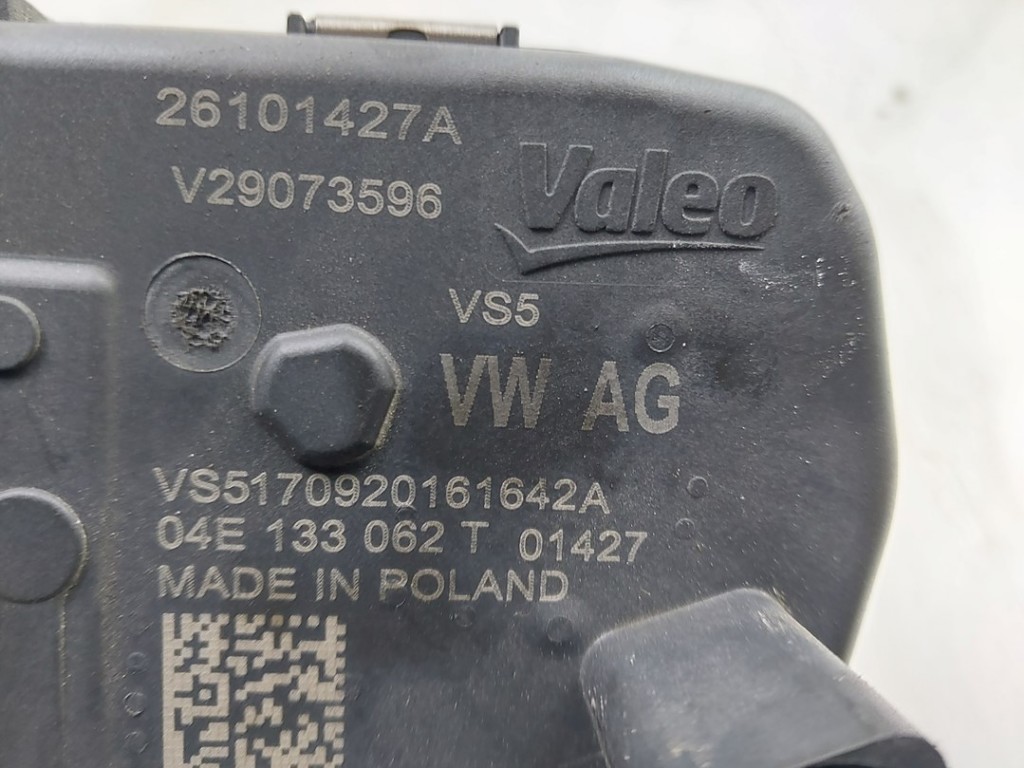 26101427A
V29073596
Valeo
VS5
VW AG
VS5170920161642A
04E 133 062 T 01427
MADE IN POLAND